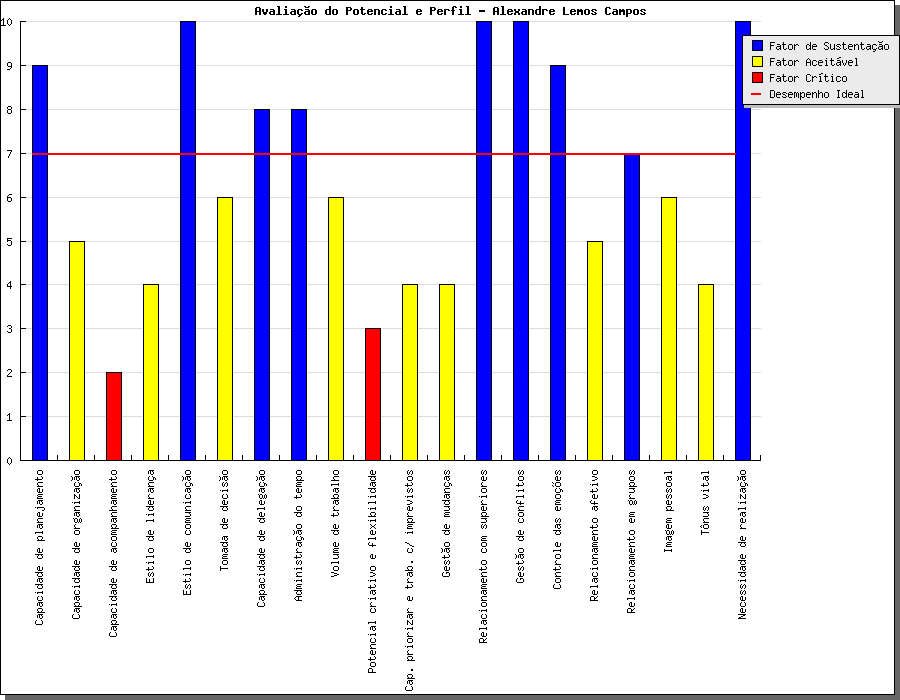 Avaliação do Potencial e Perfil - Alexandre Lemos Campos
10
9
8
7
6
5
4
3
2
1
0
Fator de Sustentação
Fator Aceitável
Fator Crítico
Desempenho Ideal
Capacidade de planejamento
Capacidade de organização
Capacidade de acompanhamento
Estilo de liderança
Estilo de comunicação
Tomada de decisão
Capacidade de delegação
Administração do tempo
Volume de trabalho
Potencial criativo e flexibilidade
Cap. priorizar e trab. c/ imprevistos
Gestão de mudanças
Relacionamento com superiores
Gestão de conflitos
Controle das emoções
Relacionamento afetivo
Relacionamento em grupos
Imagem pessoal
Tônus vital
Necessidade de realização